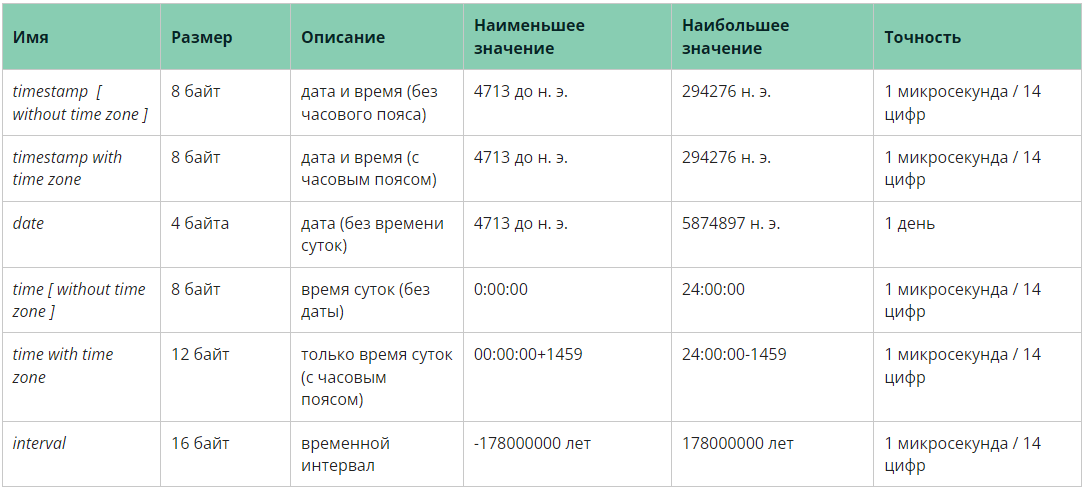 Имя
Размер
Описание
Наименьшее
значение
Наибольшее
значение
Точность
timestamp [
without time zone ]
8 байт
дата и время (без
часового пояса)
4713 до н. э.
294276 н. э.
1 микросекунда / 14
цифр
timestamp with
time zone
8 байт
дата и время (с
часовым поясом)
4713 до н. э.
294276 н. э.
1 микросекунда / 14
цифр
date
4 байта
дата (без времени
суток)
4713 до н. э.
5874897 н. э.
1 день
time [ without time
zone ]
8 байт
время суток (без
даты)
0:00:00
24:00:00
1 микросекунда / 14
цифр
time with time
zone
12 байт
только время суток
(с часовым
поясом)
00:00:00+1459
24:00:00-1459
1 микросекунда / 14
цифр
interval
16 байт
временной
интервал
-178000000 лет
178000000 лет
1 микросекунда / 14
цифр